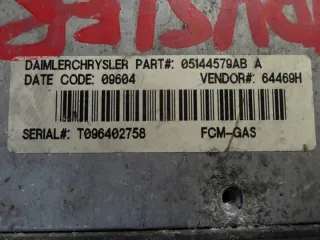 DAIMLERCHRYSLER PART#: 05144579AB A
DATE CODE: 09604 VENDOR#: 64469H
SERIAL#: T096402758 FCM-GAS